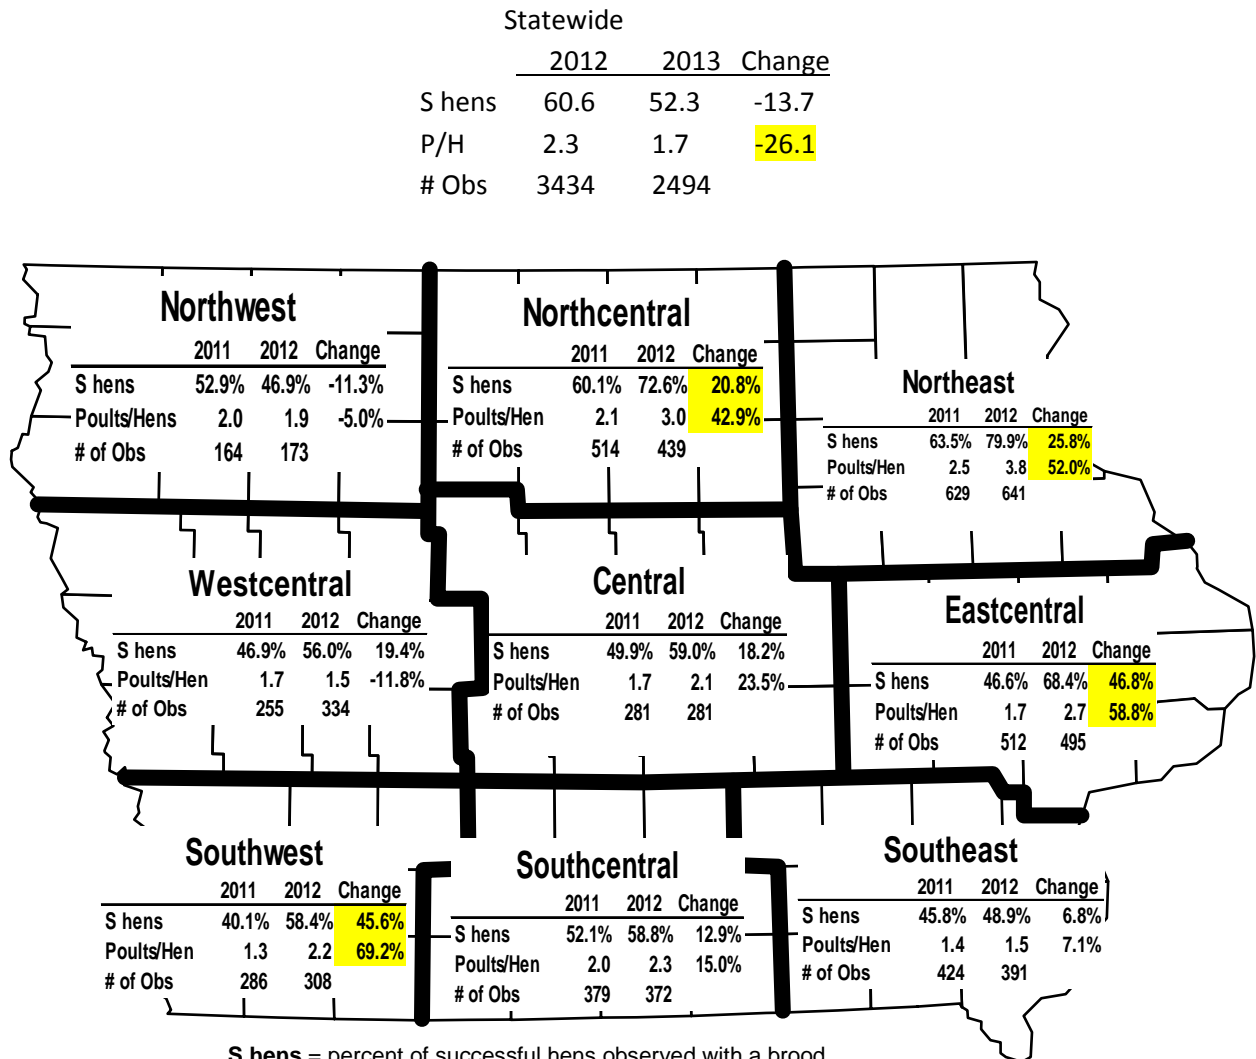 Statewide
2012 2013 Change
S hens 60.6 52.3 -13.7
P/H 2.3 1.7 -26.1
# Obs 3434 2494
Northwest
2011 2012 Change
S hens 52.9% 46.9% -11.3%
Poults/Hens 2.0 1.9 -5.0%
# of Obs 164 173
Northcentral
2011 2012 Change
S hens 60.1% 72.6% 20.8%
Poults/Hen 2.1 3.0 42.9%
# of Obs 514 439
Northeast
2011 2012 Change
S hens 63.5% 79.9% 25.8%
Poults/Hen 2.5 3.8 52.0%
# of Obs 629 641
Westcentral
2011 2012 Change
S hens 46.9% 56.0% 19.4%
Poults/Hen 1.7 1.5 -11.8%
# of Obs 255 334
Central
2011 2012 Change
S hens 49.9% 59.0% 18.2%
Poults/Hen 1.7 2.1 23.5%
# of Obs 281 281
Eastcentral
2011 2012 Change
S hens 46.6% 68.4% 46.8%
Poults/Hen 1.7 2.7 58.8%
# of Obs 512 495
Southwest
2011 2012 Change
S hens 40.1% 58.4% 45.6%
Poults/Hen 1.3 2.2 69.2%
# of Obs 286 308
Southcentral
2011 2012 Change
S hens 52.1% 58.8% 12.9%
Poults/Hen 2.0 2.3 15.0%
# of Obs 379 372
Southeast
2011 2012 Change
S hens 45.8% 48.9% 6.8%
Poults/Hen 1.4 1.5 7.1%
# of Obs 424 391
S hens = percent of successful hens observed with a brood